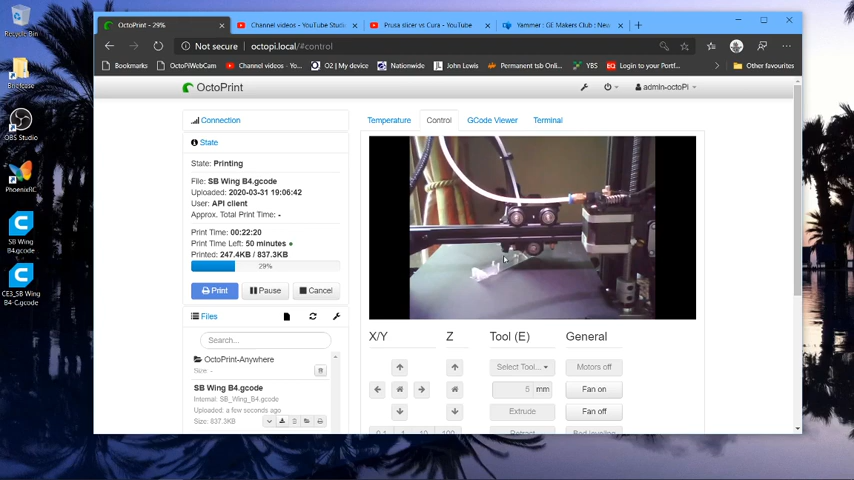 Recycle Bin
Briefcase
OBS Studio
PhoenixRC
SB Wing
B4.gcode
CE3_SB Wing
B4-C.gcode
OctoPrint - 29%
Channel videos - YouTube Studi
Prusa slicer vs Cura - YouTube
Yammer : GE Makers Club : New
Not secure
octopi.local/#control
Bookmarks
OctoPiWebCam
Channel videos - Yo...
O2 | My device
Nationwide
John Lewis
Permanent tsb Onlin...
YBS
Login to your Portf...
Other favourites
OctoPrint
admin-octoPi
Connection
State
State: Printing
File: SB Wing B4.gcode
Uploaded: 2020-03-31 19:06:42
User: API client
Approx. Total Print Time: -
Print Time: 00:22:20
Print Time Left: 50 minutes
Printed: 247.4KB / 837.3KB
29%
Print
Pause
Cancel
Files
Search...
OctoPrint-Anywhere
Size: -
SB Wing B4.gcode
Internal: SB_Wing_B4.gcode
Uploaded: a few seconds ago
Size: 837.3KB
Temperature
Control
GCode Viewer
Terminal
X/Y
Z
Tool (E)
General
Select Tool...
Motors off
5 mm
Fan on
Extrude
Fan off